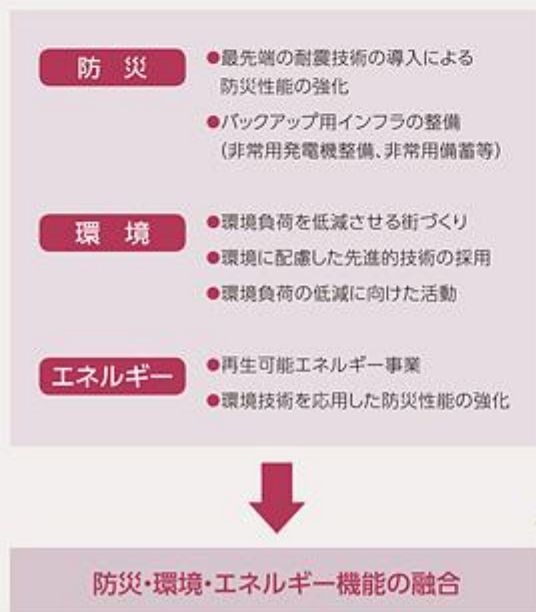 防災
●最先端の耐震技術の導入による
防災性能の強化
●バックアップ用インフラの整備
(非常用発電機整備、非常用備蓄等)
環境
●環境負荷を低減させる街づくり
●環境に配慮した先進的技術の採用
●環境負荷の低減に向けた活動
エネルギー
●再生可能エネルギー事業
●環境技術を応用した防災性能の強化
防災・環境・エネルギー機能の融合